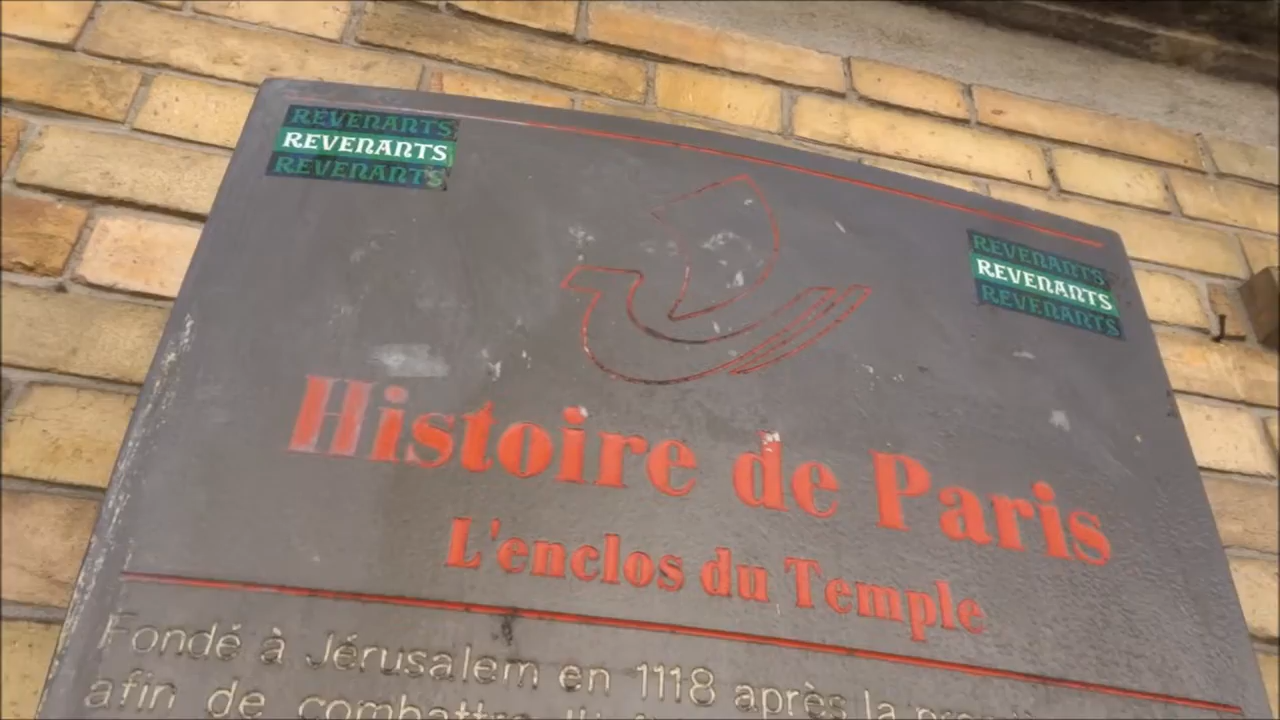 REVENANTS
REVENANTS
REVENANTS
REVENANTS
REVENANTS
REVENANTS
Histoire de Paris
L'enclos du Temple
Fondé à Jérusalem en 1118 après la
afin de combattre